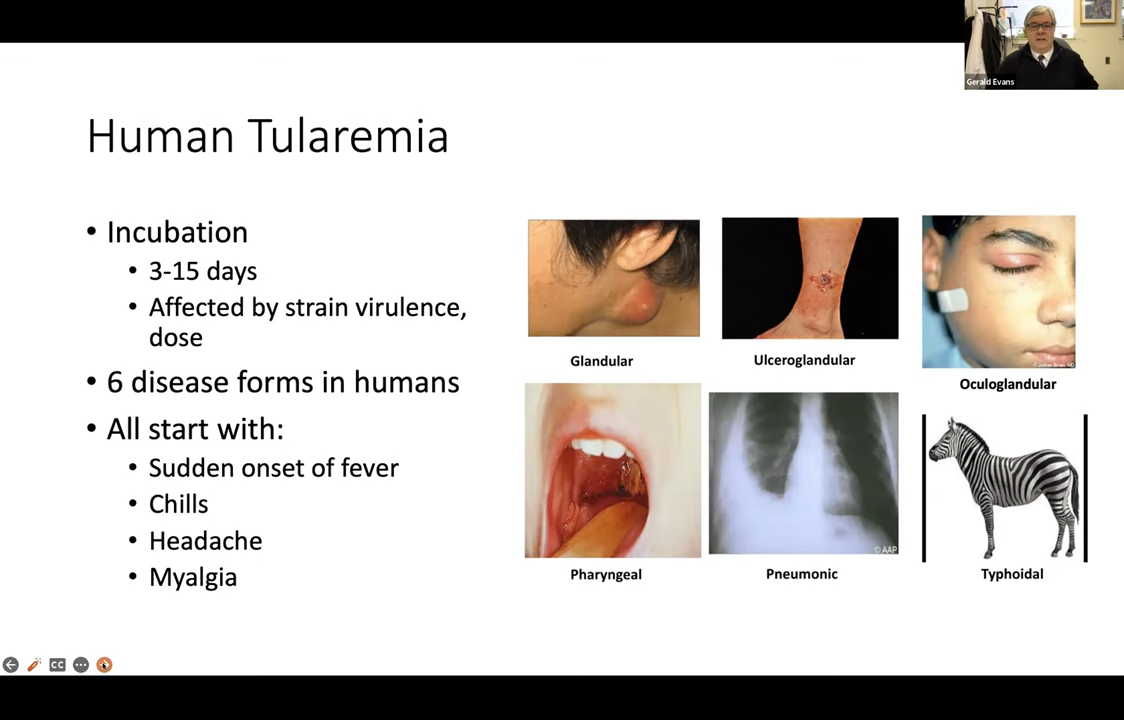 Gerald Evans
Human Tularemia
• Incubation
• 3-15 days
• Affected by strain virulence,
dose
• 6 disease forms in humans
• All start with:
• Sudden onset of fever
• Chills
• Headache
• Myalgia
Glandular
Ulceroglandular
Oculoglandular
© AAP
Pharyngeal
Pneumonic
Typhoidal
CC